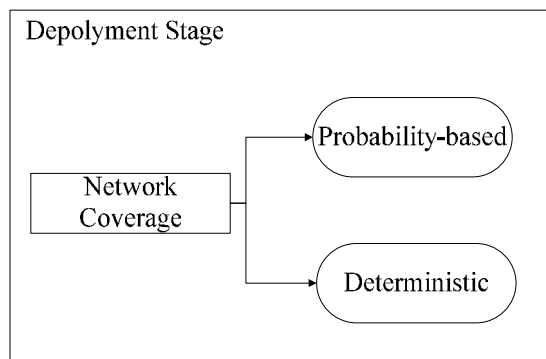 Depolyment Stage
Probability-based
Network
Coverage
Deterministic